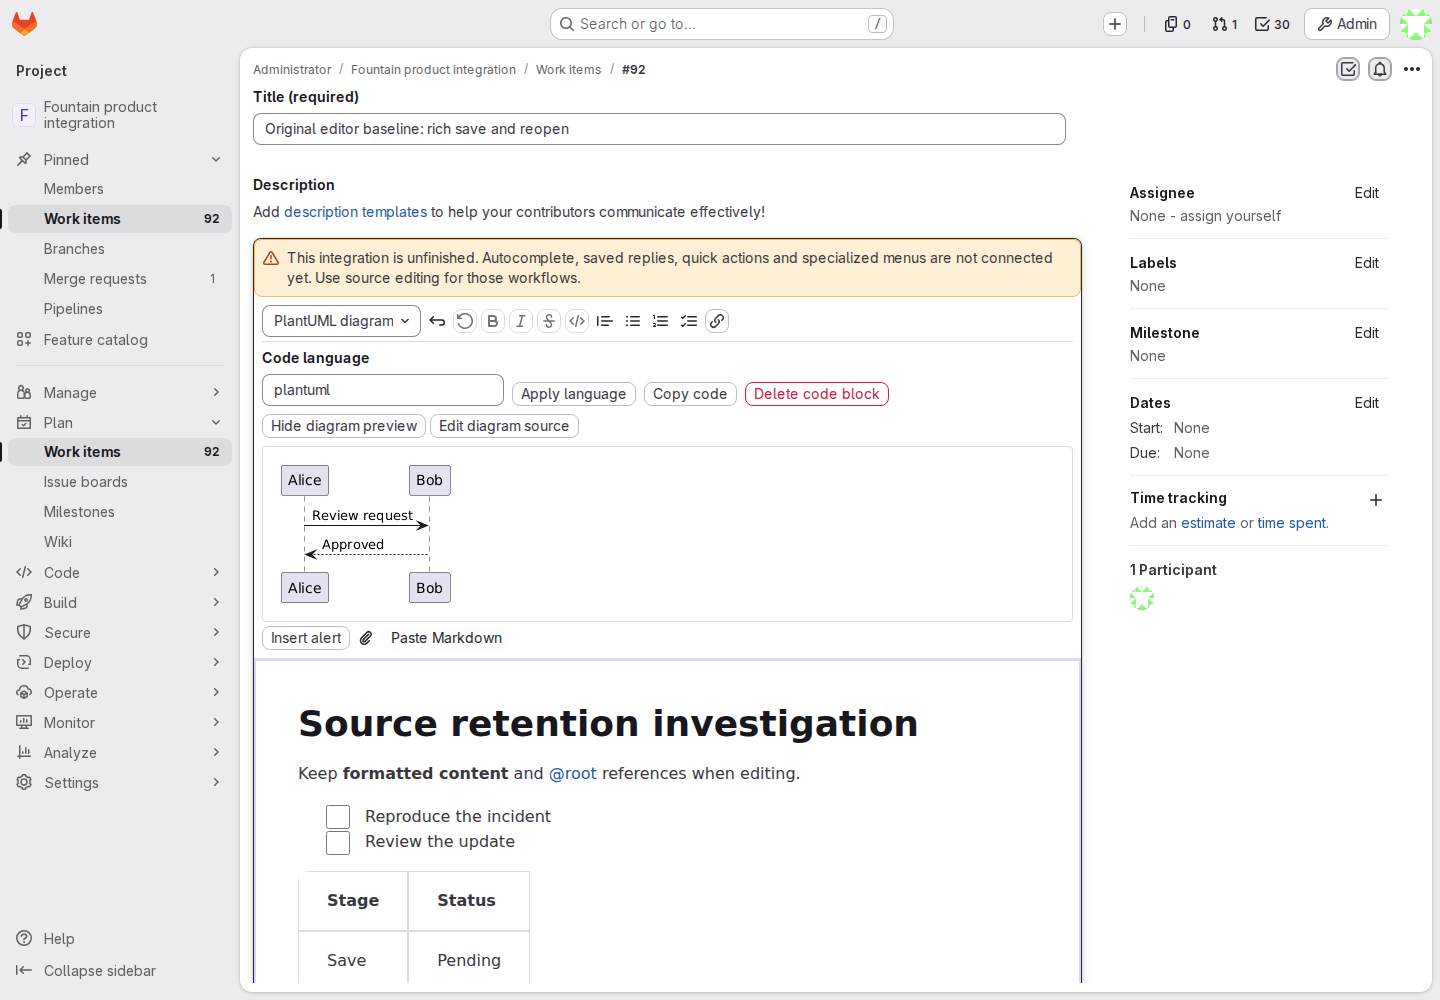 Search or go to...
/
0
1
30
Admin
Project
F
Fountain product
integration
Pinned
Members
Work items
92
Branches
Merge requests
1
Pipelines
Feature catalog
Manage
Plan
Work items
92
Issue boards
Milestones
Wiki
Code
Build
Secure
Deploy
Operate
Monitor
Analyze
Settings
Help
Collapse sidebar
Administrator / Fountain product integration / Work items / #92
Title (required)
Original editor baseline: rich save and reopen
Description
Add description templates to help your contributors communicate effectively!
This integration is unfinished. Autocomplete, saved replies, quick actions and specialized menus are not connected
yet. Use source editing for those workflows.
PlantUML diagram
Code language
plantuml
Apply language
Copy code
Delete code block
Hide diagram preview
Edit diagram source
Alice
Bob
Review request
Approved
Alice
Bob
Insert alert
Paste Markdown
Source retention investigation
Keep formatted content and @root references when editing.
Reproduce the incident
Review the update
Stage
Status
Save
Pending
Assignee
Edit
None - assign yourself
Labels
Edit
None
Milestone
Edit
None
Dates
Edit
Start: None
Due: None
Time tracking
Add an estimate or time spent.
1 Participant